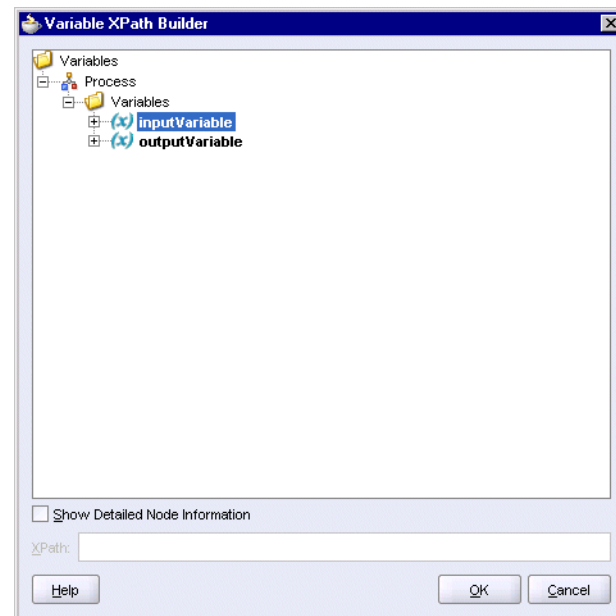 Variable XPath Builder
Variables
Process
Variables
(x) inputVariable
(x) outputVariable
Show Detailed Node Information
XPath:
Help OK Cancel